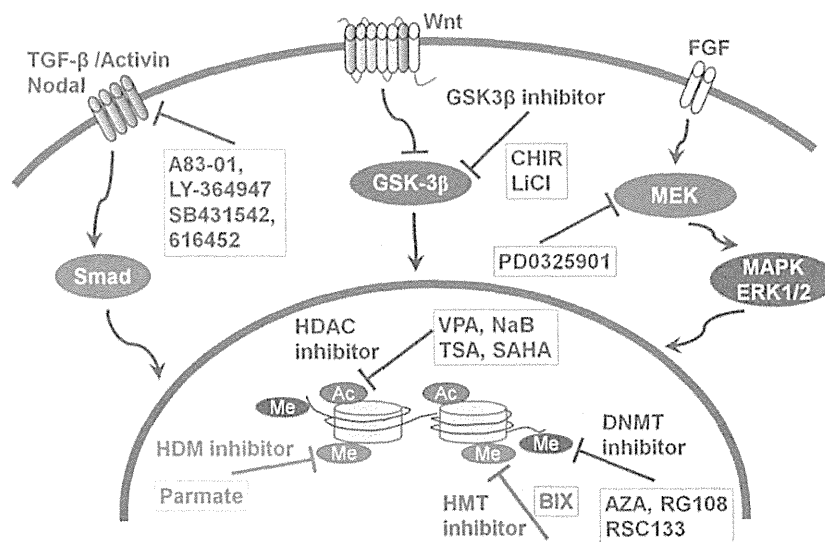 Wnt
TGF-β /Activin
Nodal
FGF
GSK3β inhibitor
A83-01,
LY-364947
SB431542,
616452
GSK-3β
CHIR
LiCl
MEK
PD0325901
Smad
MAPK
ERK1/2
HDAC
inhibitor
VPA, NaB
TSA, SAHA
Ac
Ac
Me
Me
Me
Me
HDM inhibitor
Parmate
DNMT
inhibitor
HMT
inhibitor
BIX
AZA, RG108
RSC133